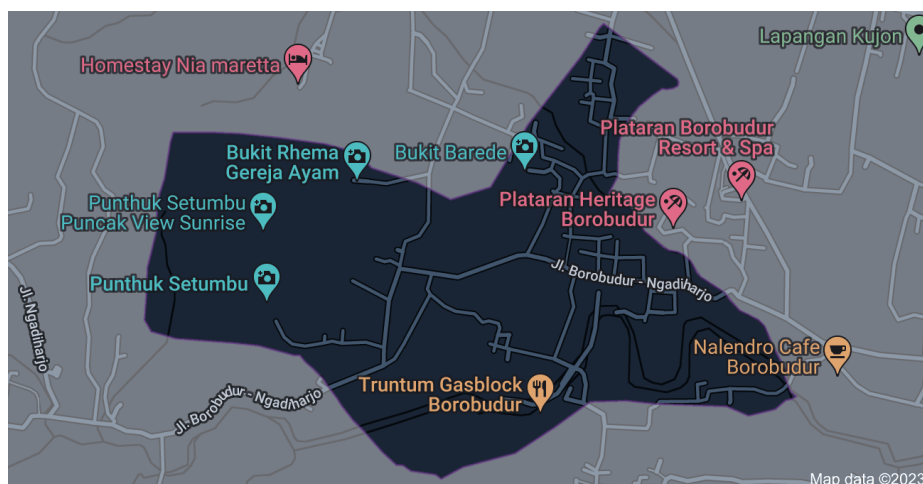 Lapangan Kujon
Homestay Nia maretta
Plataran Borobudur
Resort & Spa
Bukit Rhema
Gereja Ayam
Bukit Barede
Punthuk Setumbu
Puncak View Sunrise
Plataran Heritage
Borobudur
Punthuk Setumbu
Jl. Borobudur - Ngadiharjo
Jl. Ngadiharjo
Nalendro Cafe
Borobudur
Truntum Gasblock
Borobudur
Jl. Borobudur - Ngadiharjo
Map data ©2023